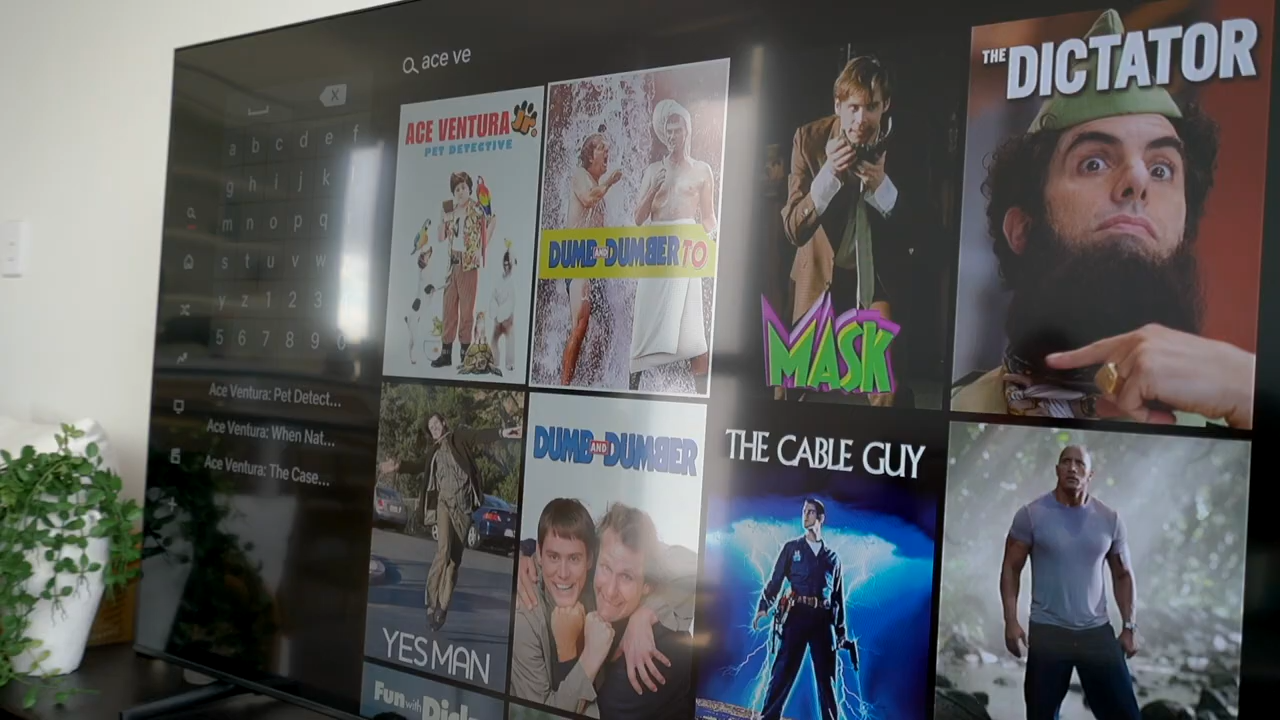 ace ve
a b c d e f
g h i j k l
m n o p q
s t u v w
y z 1 2 3
5 6 7 8 9 0
Ace Ventura: Pet Detect...
Ace Ventura: When Nat...
Ace Ventura: The Case...
ACE VENTURA JR.
PET DETECTIVE
DUMB AND DUMBER TO
MASK
THE DICTATOR
YES MAN
DUMB AND DUMBER
THE CABLE GUY
Fun with Dick